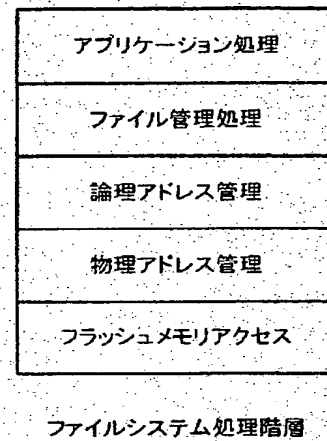 アプリケーション処理
ファイル管理処理
論理アドレス管理
物理アドレス管理
フラッシュメモリアクセス
ファイルシステム処理階層